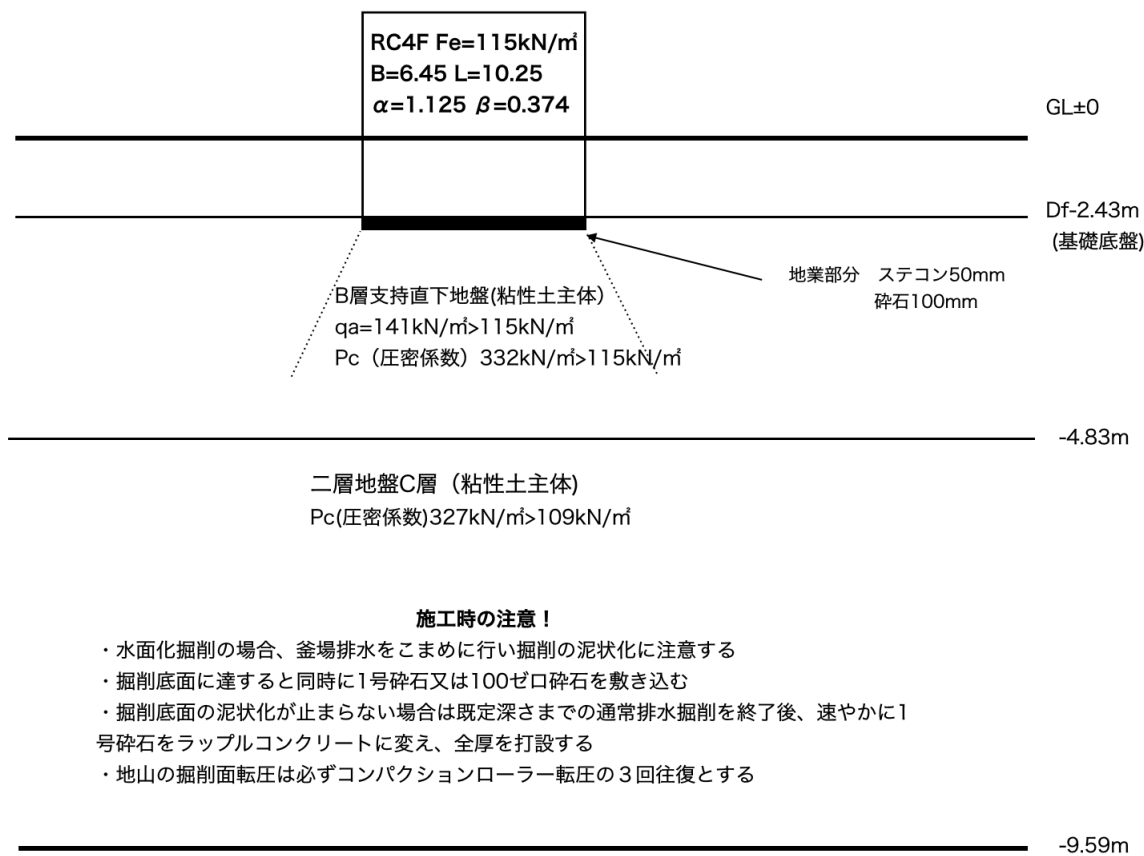 RC4F Fe=115kN/㎡
B=6.45 L=10.25
α=1.125 β=0.374
GL±0
Df-2.43m
(基礎底盤)
地業部分　ステコン50mm
砕石100mm
B層支持直下地盤(粘性土主体）
qa=141kN/㎡>115kN/㎡
Pc（圧密係数）332kN/㎡>115kN/㎡
-4.83m
二層地盤C層（粘性土主体)
Pc(圧密係数)327kN/㎡>109kN/㎡
施工時の注意！
・水面化掘削の場合、釜場排水をこまめに行い掘削の泥状化に注意する
・掘削底面に達すると同時に1号砕石又は100ゼロ砕石を敷き込む
・掘削底面の泥状化が止まらない場合は既定深さまでの通常排水掘削を終了後、速やかに1
号砕石をラップルコンクリートに変え、全厚を打設する
・地山の掘削面転圧は必ずコンパクションローラー転圧の３回往復とする
-9.59m